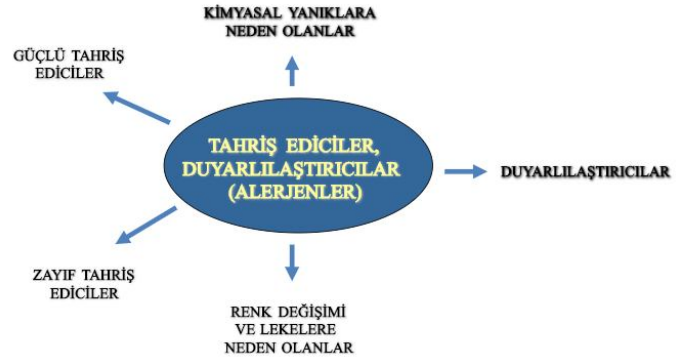 KİMYASAL YANIKLARA
NEDEN OLANLAR
GÜÇLÜ TAHRİŞ
EDİCİLER
TAHRİŞ EDİCİLER,
DUYARLILAŞTIRICILAR
(ALERJENLER)
DUYARLILAŞTIRICILAR
ZAYIF TAHRİŞ
EDİCİLER
RENK DEĞİŞİMİ
VE LEKELERE
NEDEN OLANLAR